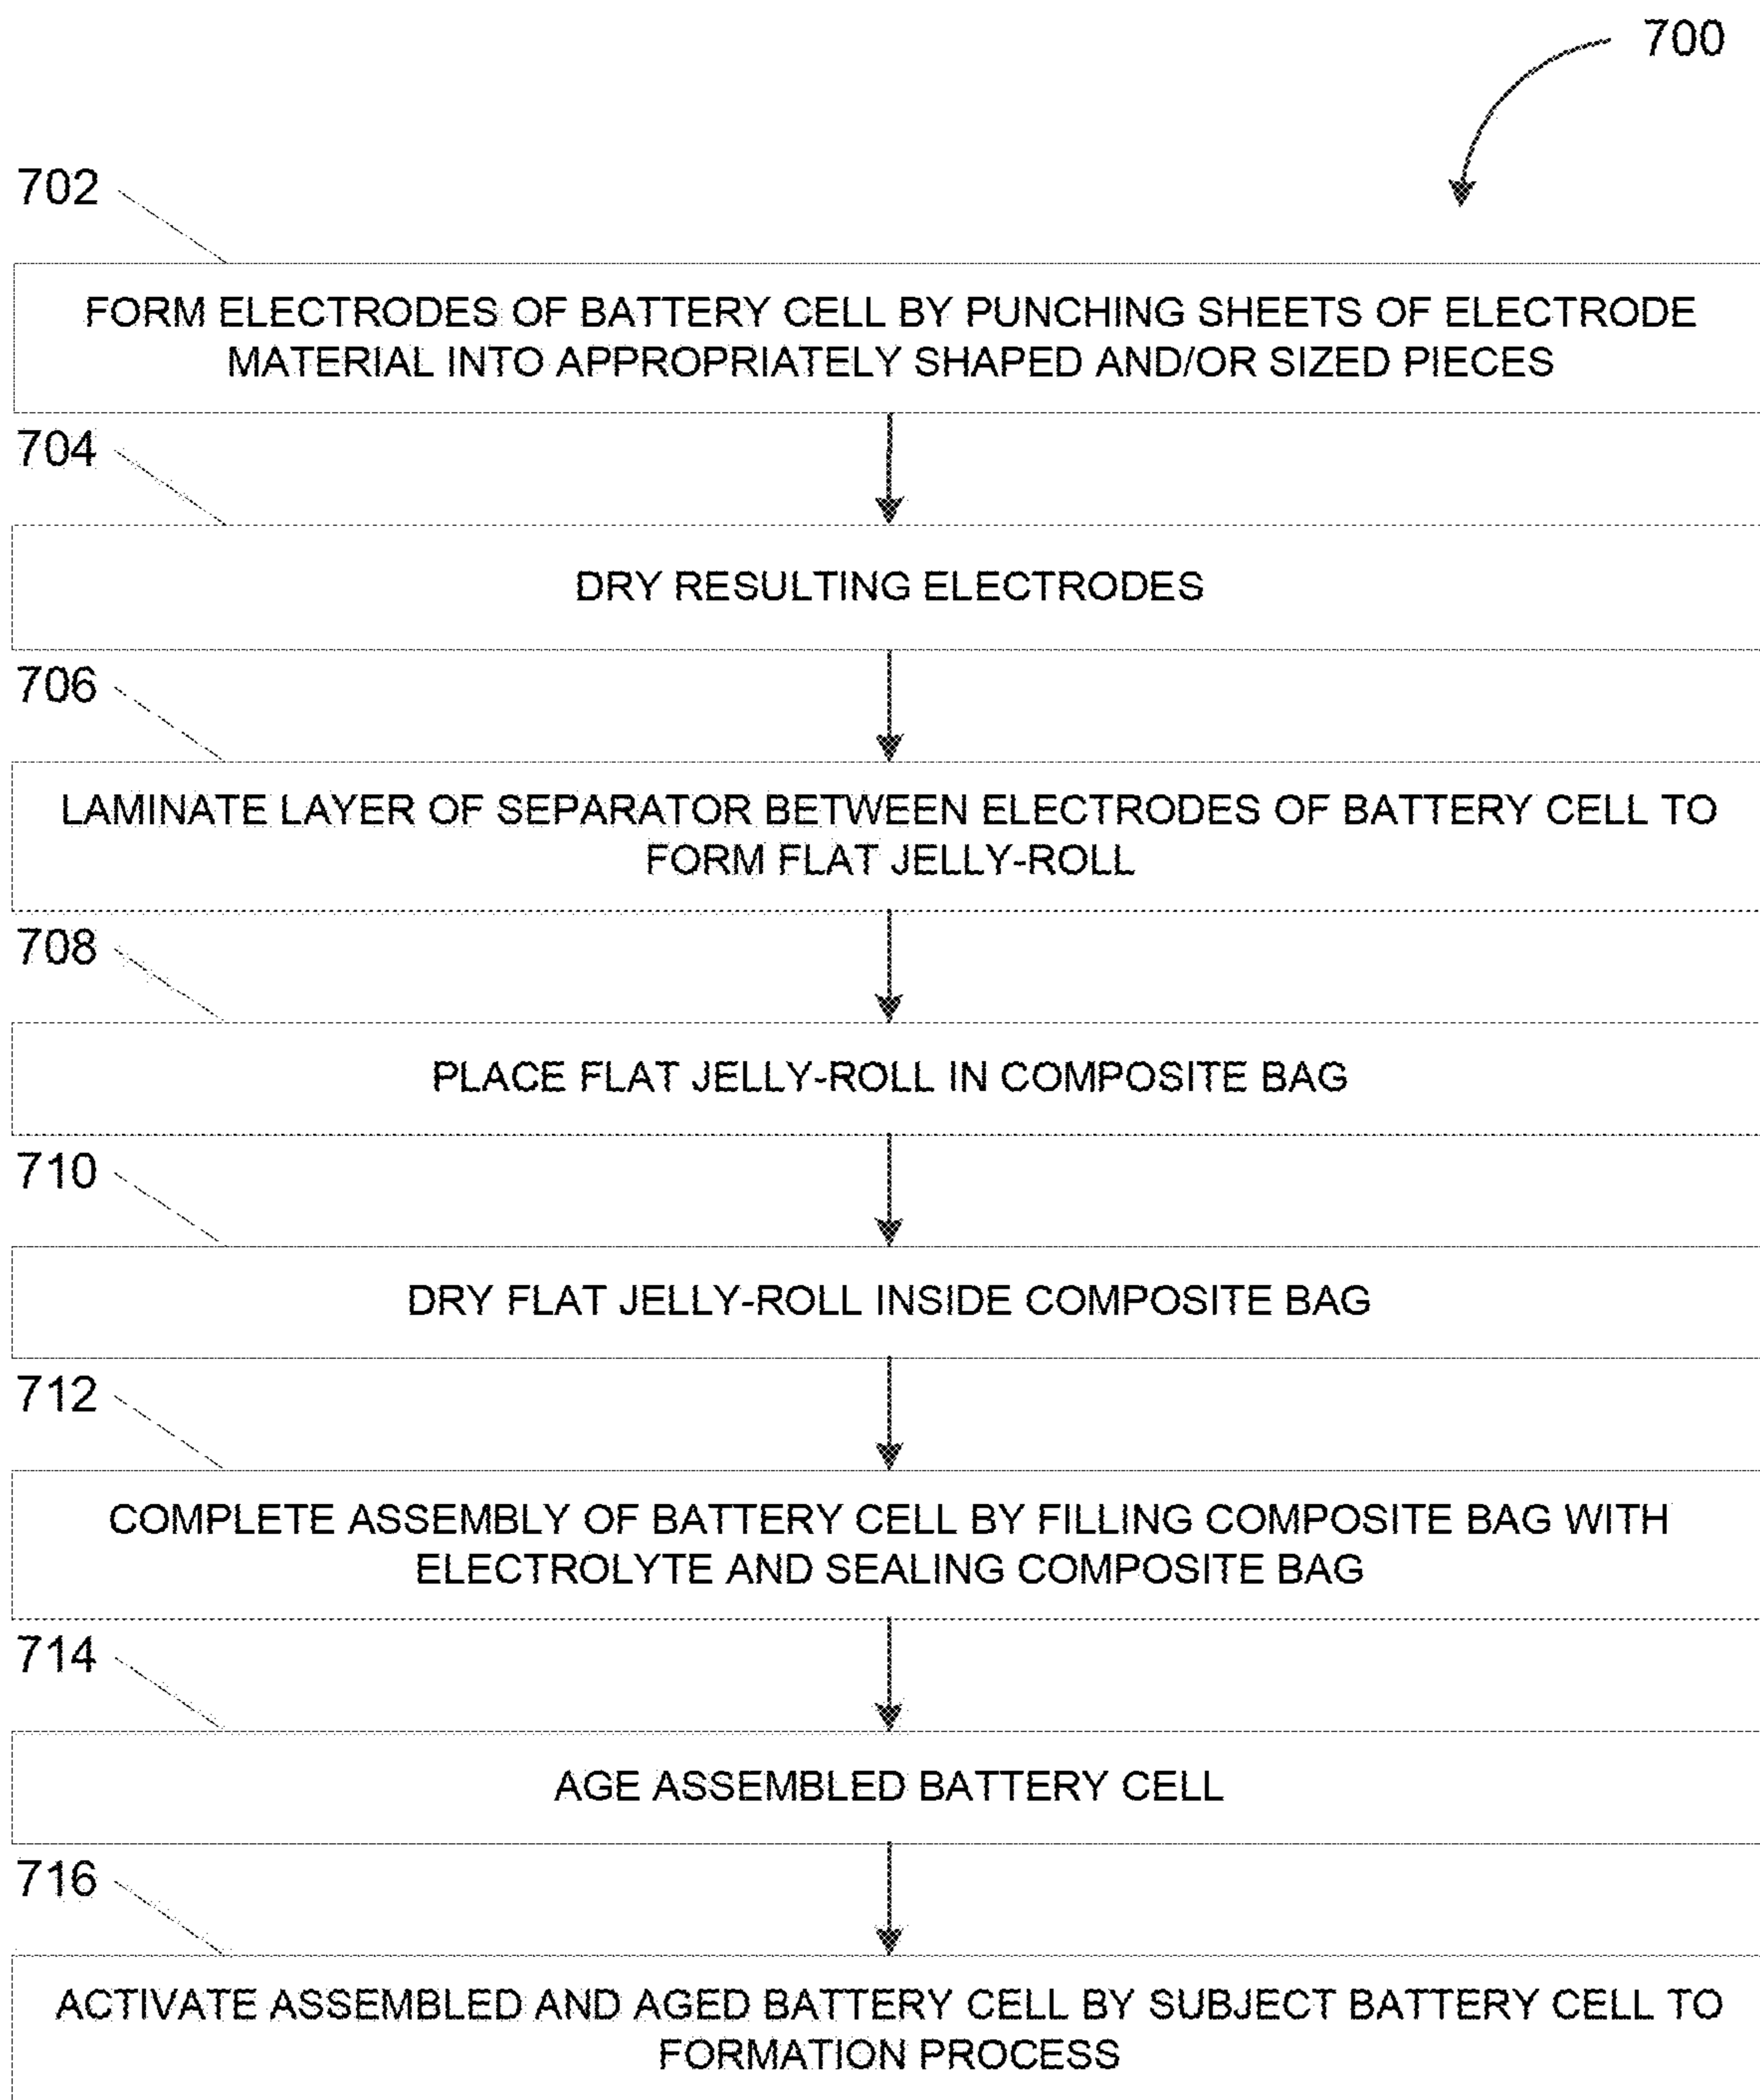 700
702
FORM ELECTRODES OF BATTERY CELL BY PUNCHING SHEETS OF ELECTRODE
MATERIAL INTO APPROPRIATELY SHAPED AND/OR SIZED PIECES
704
DRY RESULTING ELECTRODES
706
LAMINATE LAYER OF SEPARATOR BETWEEN ELECTRODES OF BATTERY CELL TO
FORM FLAT JELLY-ROLL
708
PLACE FLAT JELLY-ROLL IN COMPOSITE BAG
710
DRY FLAT JELLY-ROLL INSIDE COMPOSITE BAG
712
COMPLETE ASSEMBLY OF BATTERY CELL BY FILLING COMPOSITE BAG WITH
ELECTROLYTE AND SEALING COMPOSITE BAG
714
AGE ASSEMBLED BATTERY CELL
716
ACTIVATE ASSEMBLED AND AGED BATTERY CELL BY SUBJECT BATTERY CELL TO
FORMATION PROCESS